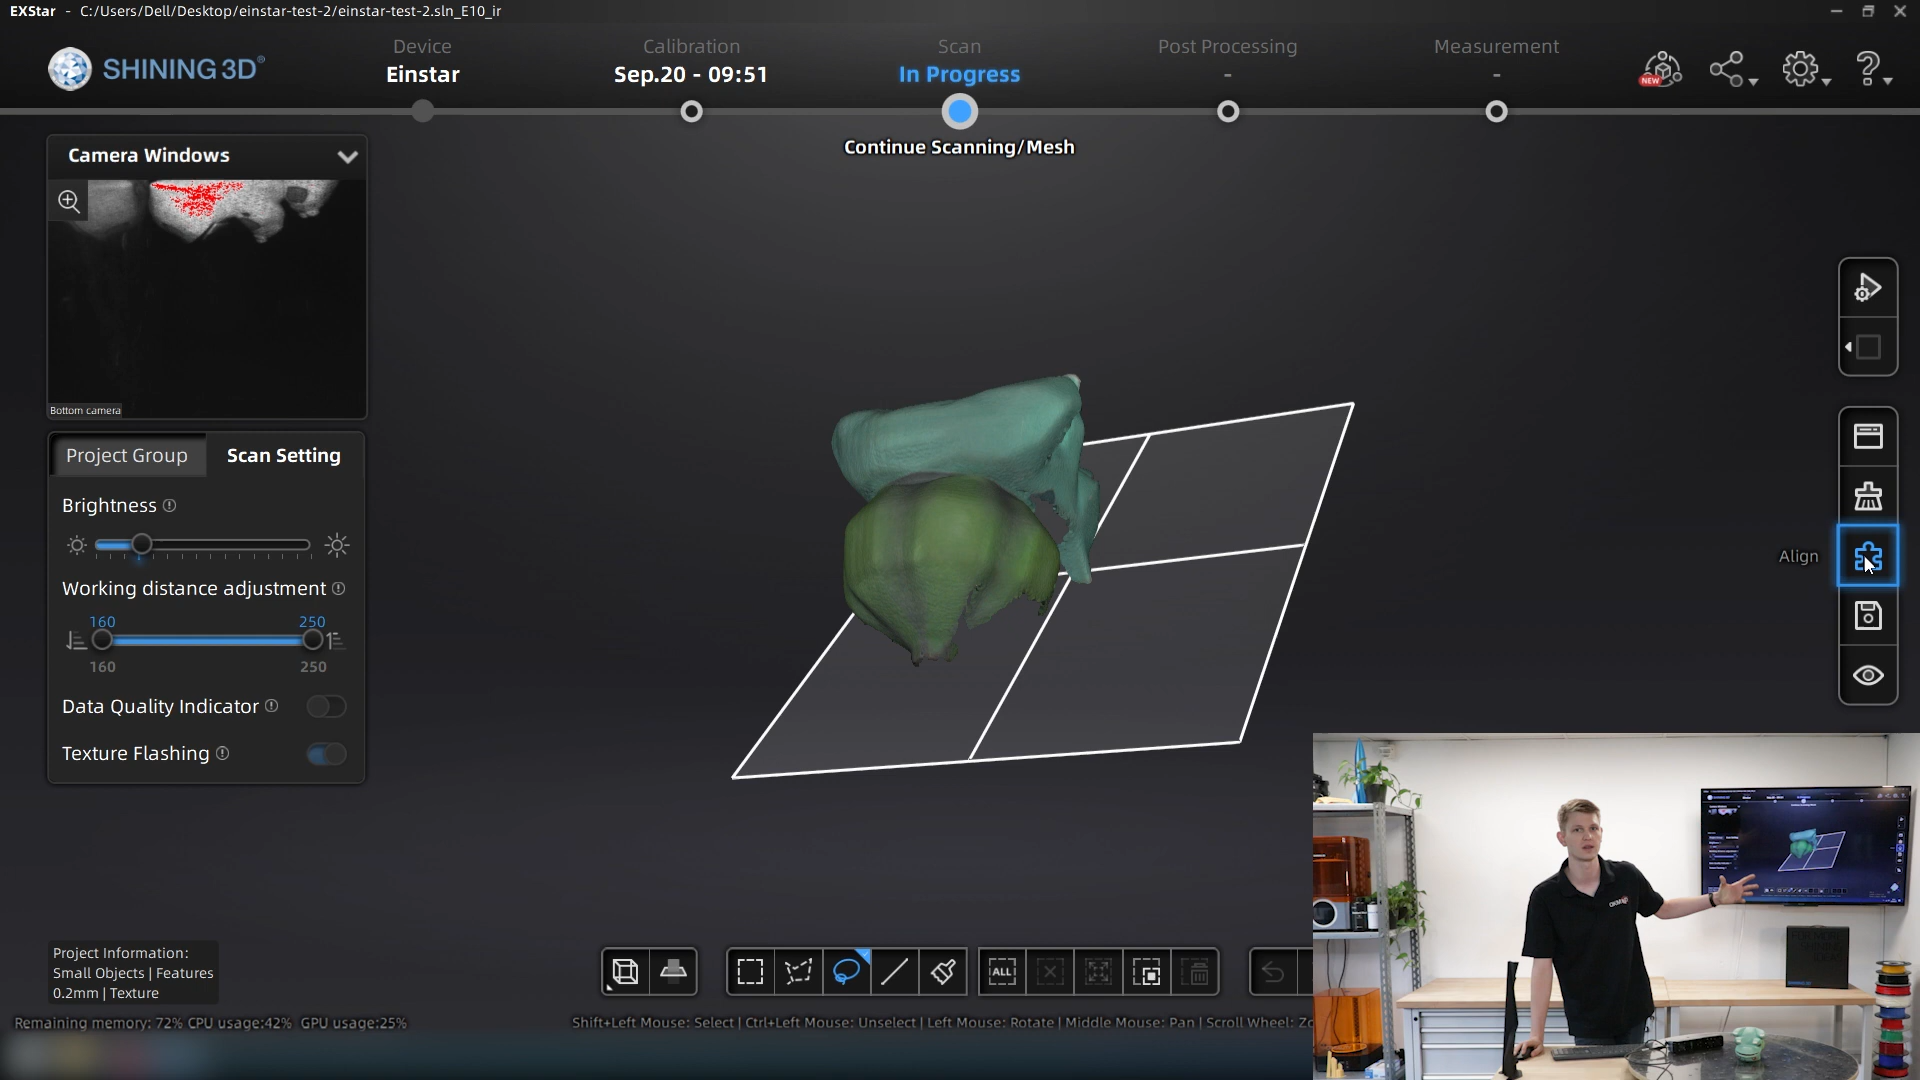 EXStar - C:/Users/Dell/Desktop/einstar-test-2/einstar-test-2.sln_E10_ir
SHINING 3D®
Device
Einstar
Calibration
Sep.20 - 09:51
Scan
In Progress
Post Processing
-
Measurement
-
NEW
Continue Scanning/Mesh
Camera Windows
Bottom camera
Project Group
Scan Setting
Brightness
Working distance adjustment
160 250
160 250
Data Quality Indicator
Texture Flashing
Align
Project Information:
Small Objects | Features
0.2mm | Texture
ALL
Remaining memory: 72% CPU usage:42% GPU usage:25%
Shift+Left Mouse: Select | Ctrl+Left Mouse: Unselect | Left Mouse: Rotate | Middle Mouse: Pan | Scroll Wheel: